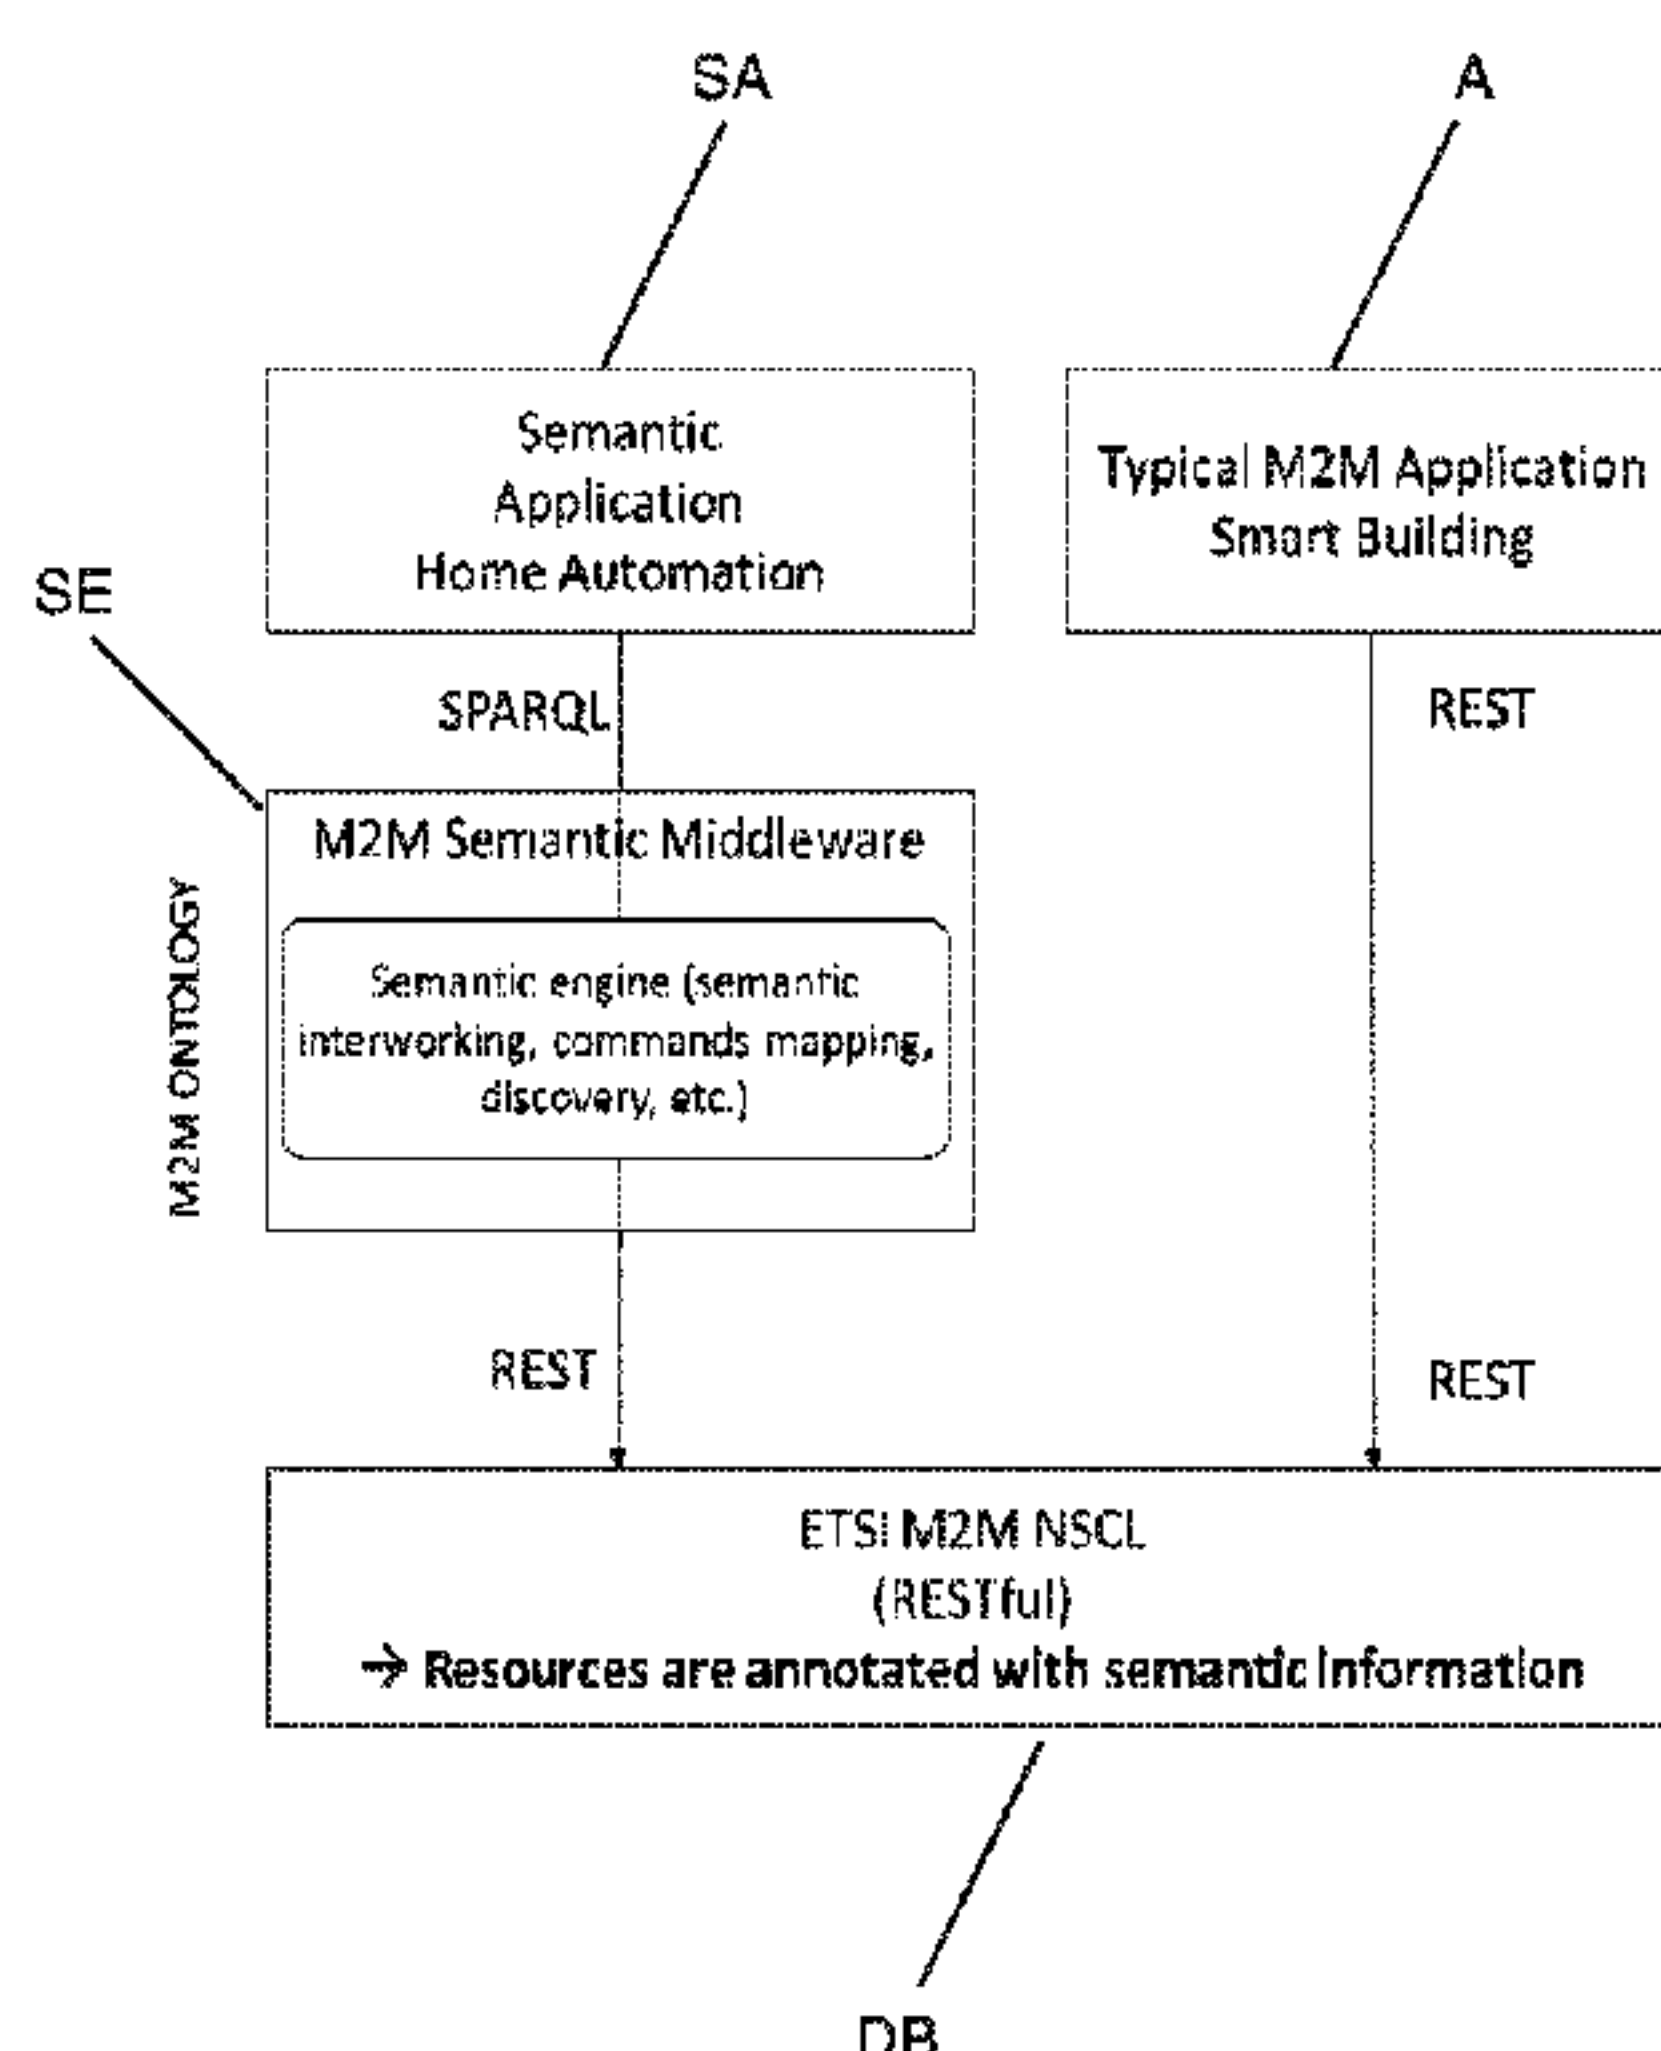 SA
A
Semantic
Application
Home Automation
Typical M2M Application
Smart Building
SE
SPARQL
REST
M2M Semantic Middleware
M2M ONTOLOGY
Semantic engine (semantic
interworking, commands mapping,
discovery, etc.)
REST
REST
ETSI M2M NSCL
(RESTful)
→ Resources are annotated with semantic information
DB